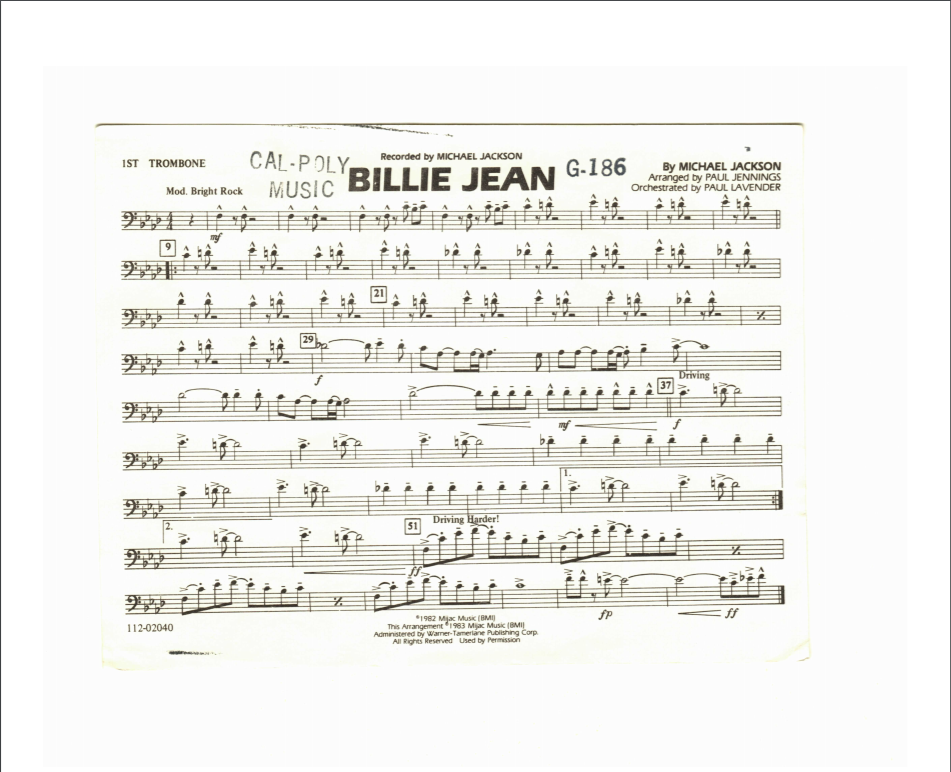 1ST TROMBONE
CAL-POLY
MUSIC
Recorded by MICHAEL JACKSON
BILLIE JEAN
G-186
By MICHAEL JACKSON
Arranged by PAUL JENNINGS
Orchestrated by PAUL LAVENDER
Mod. Bright Rock
mf
9
21
29
f
37
Driving
mf
f
1.
2.
51
Driving Harder!
ff
fp
ff
112-02040
©1982 Mijac Music (BMI)
This Arrangement ©1983 Mijac Music (BMI)
Administered by Warner-Tamerlane Publishing Corp.
All Rights Reserved Used by Permission